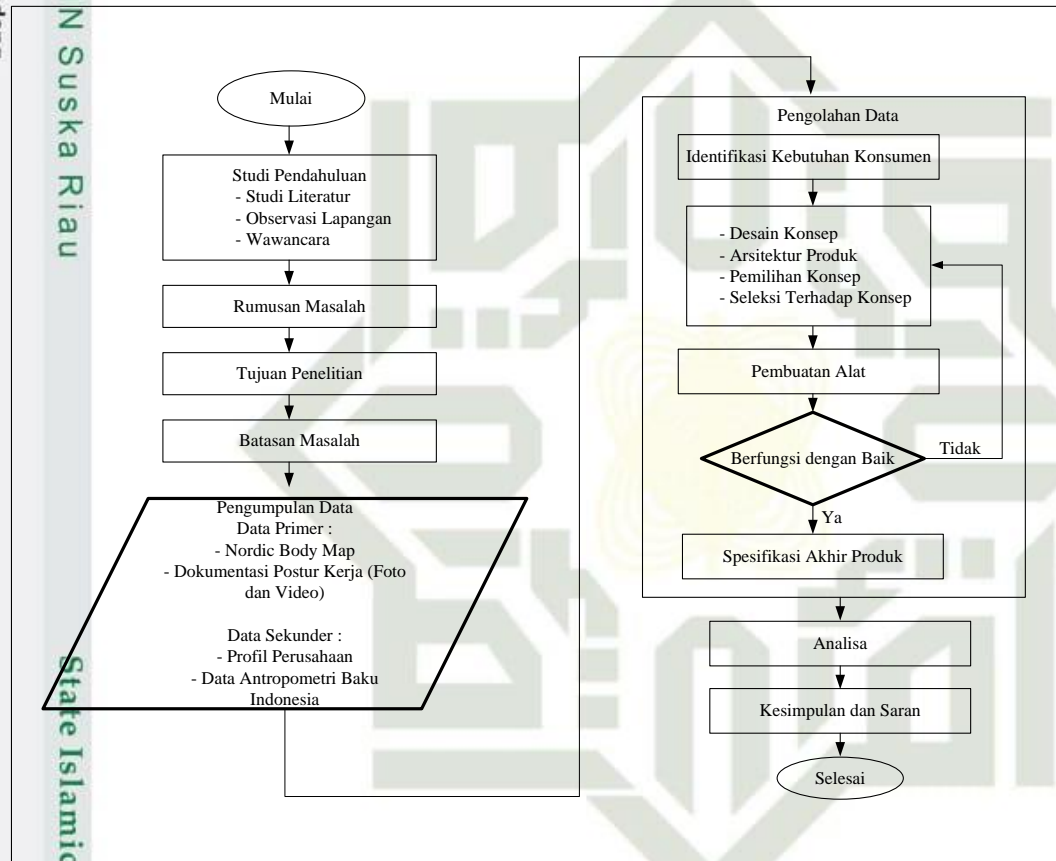 N Suska Riau
State Islamic
Mulai
Studi Pendahuluan
- Studi Literatur
- Observasi Lapangan
- Wawancara
Rumusan Masalah
Tujuan Penelitian
Batasan Masalah
Pengumpulan Data
Data Primer :
- Nordic Body Map
- Dokumentasi Postur Kerja (Foto
dan Video)
Data Sekunder :
- Profil Perusahaan
- Data Antropometri Baku
Indonesia
Pengolahan Data
Identifikasi Kebutuhan Konsumen
- Desain Konsep
- Arsitektur Produk
- Pemilihan Konsep
- Seleksi Terhadap Konsep
Pembuatan Alat
Berfungsi dengan Baik
Tidak
Ya
Spesifikasi Akhir Produk
Analisa
Kesimpulan dan Saran
Selesai